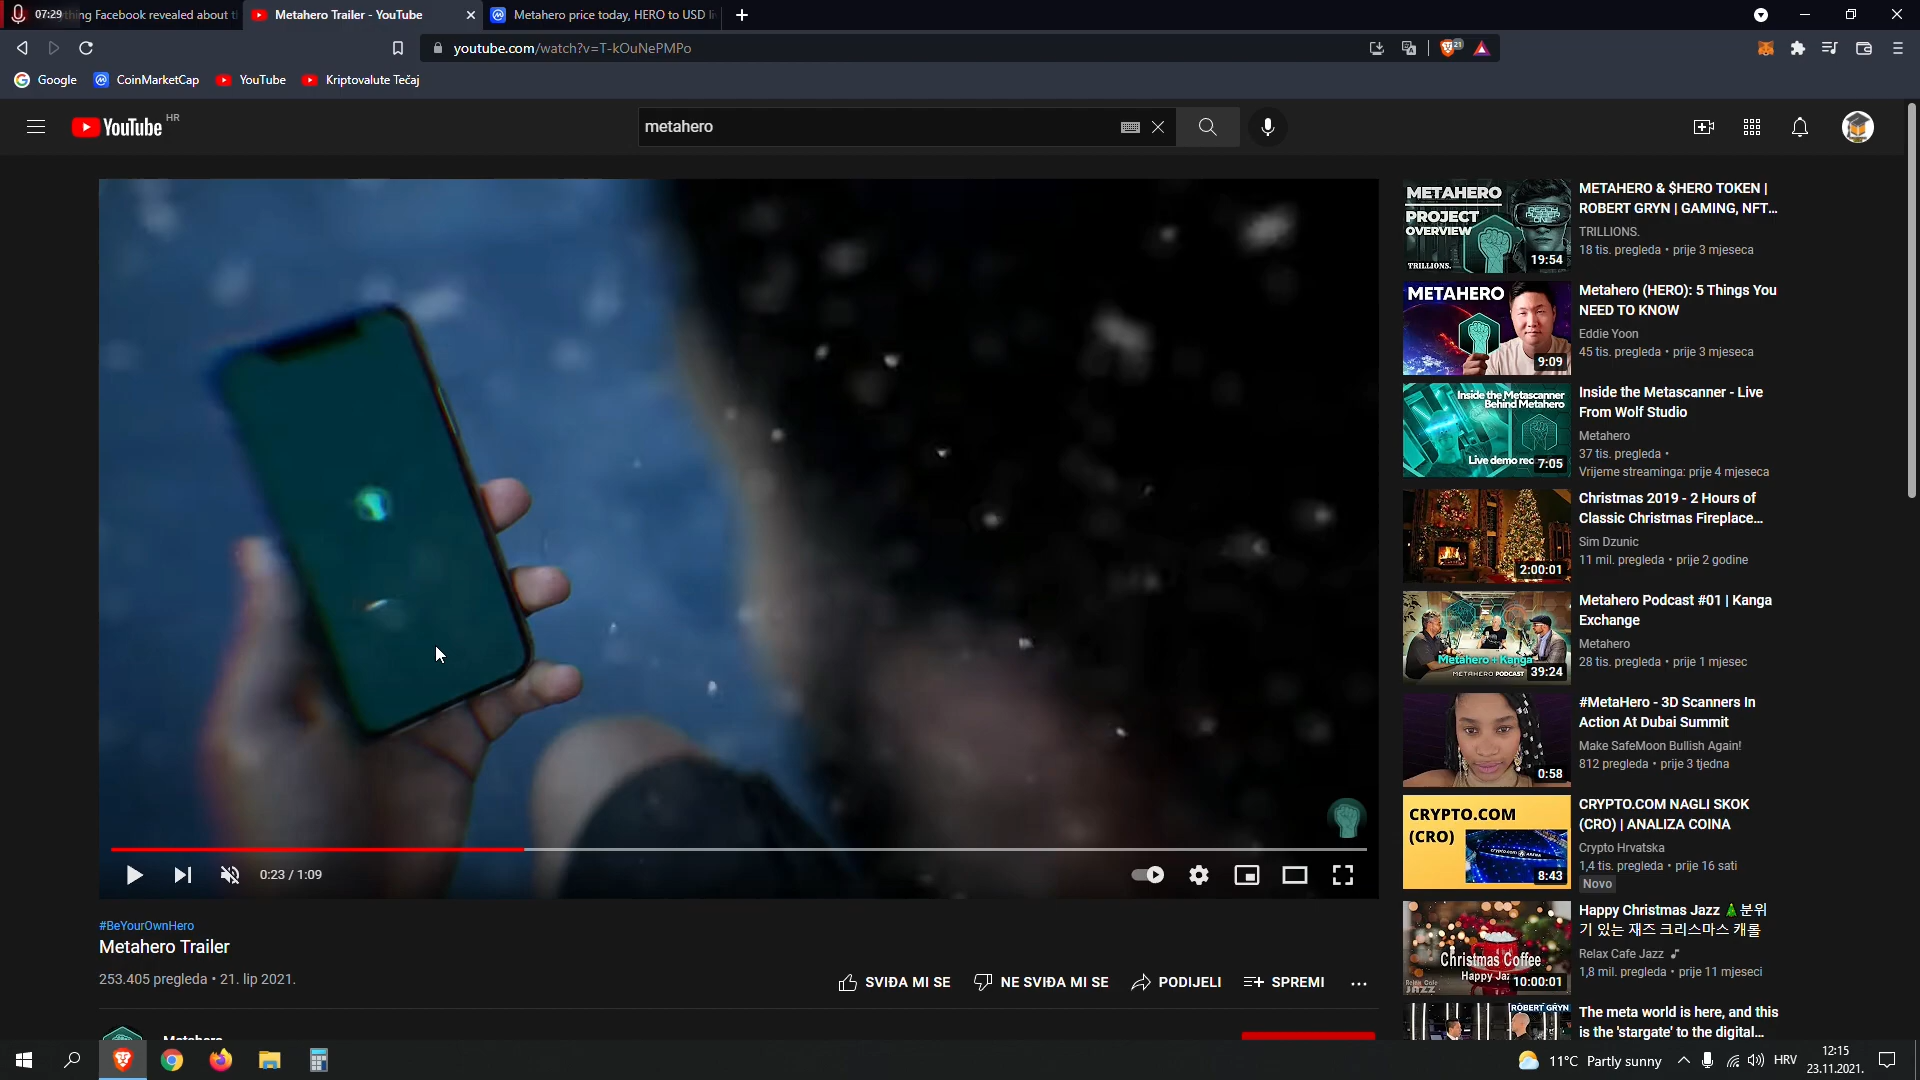 07:29
ing Facebook revealed about t
Metahero Trailer - YouTube
Metahero price today, HERO to USD li
youtube.com/watch?v=T-kOuNePMPo
21
Google
CoinMarketCap
YouTube
Kriptovalute Tečaj
YouTube HR
metahero
0:23 / 1:09
#BeYourOwnHero
Metahero Trailer
253.405 pregleda • 21. lip 2021.
SVIĐA MI SE
NE SVIĐA MI SE
PODIJELI
SPREMI
METAHERO
PROJECT
OVERVIEW
TRILLIONS.
19:54
METAHERO & $HERO TOKEN |
ROBERT GRYN | GAMING, NFT...
TRILLIONS.
18 tis. pregleda • prije 3 mjeseca
METAHERO
9:09
Metahero (HERO): 5 Things You
NEED TO KNOW
Eddie Yoon
45 tis. pregleda • prije 3 mjeseca
Inside the Metascanner
Behind Metahero
Live demo rec
7:05
Inside the Metascanner - Live
From Wolf Studio
Metahero
37 tis. pregleda •
Vrijeme streaminga: prije 4 mjeseca
2:00:01
Christmas 2019 - 2 Hours of
Classic Christmas Fireplace...
Sim Dzunic
11 mil. pregleda • prije 2 godine
Metahero + Kanga
METAHERO PODCAST
39:24
Metahero Podcast #01 | Kanga
Exchange
Metahero
28 tis. pregleda • prije 1 mjesec
0:58
#MetaHero - 3D Scanners In
Action At Dubai Summit
Make SafeMoon Bullish Again!
812 pregleda • prije 3 tjedna
CRYPTO.COM
(CRO)
8:43
CRYPTO.COM NAGLI SKOK
(CRO) | ANALIZA COINA
Crypto Hrvatska
1,4 tis. pregleda • prije 16 sati
Novo
Christmas Coffee
Happy Jaz
Relax Cafe
JAZZ
10:00:01
Happy Christmas Jazz 🎄분위
기 있는 재즈 크리스마스 캐롤
Relax Cafe Jazz ♪
1,8 mil. pregleda • prije 11 mjeseci
ROBERT GRYN
The meta world is here, and this
is the 'stargate' to the digital...
Metahero
11°C Partly sunny
HRV
12:15
23.11.2021.